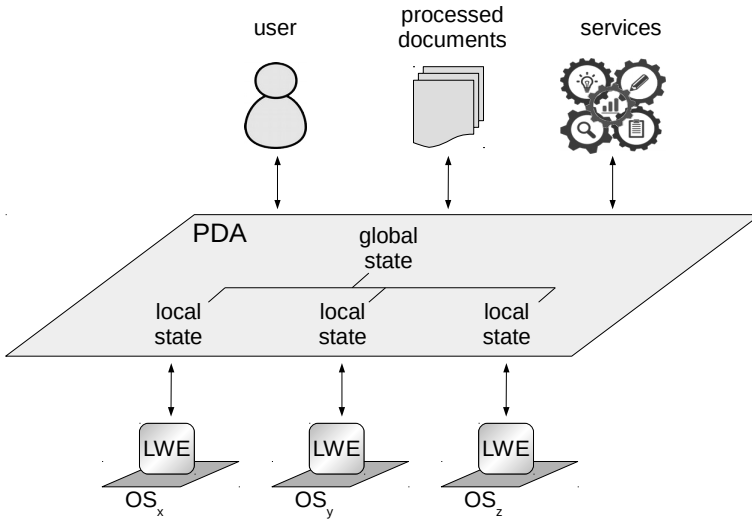 user
processed
documents
services
PDA
global
state
local
state
local
state
local
state
LWE
LWE
LWE
OSx
OSy
OSz